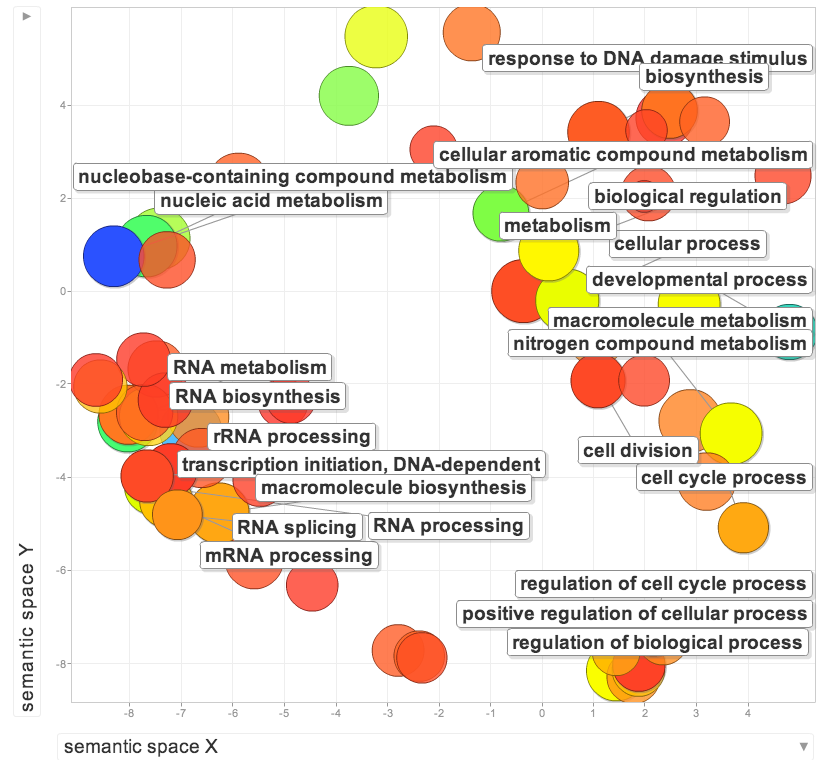 response to DNA damage stimulus
biosynthesis
4
cellular aromatic compound metabolism
nucleobase-containing compound metabolism
2
biological regulation
nucleic acid metabolism
metabolism
cellular process
developmental process
0
macromolecule metabolism
nitrogen compound metabolism
RNA metabolism
-2
RNA biosynthesis
rRNA processing
cell division
transcription initiation, DNA-dependent
-4
cell cycle process
macromolecule biosynthesis
RNA splicing
RNA processing
mRNA processing
-6
regulation of cell cycle process
positive regulation of cellular process
regulation of biological process
-8
-8 -7 -6 -5 -4 -3 -2 -1 0 1 2 3 4
semantic space Y
semantic space X